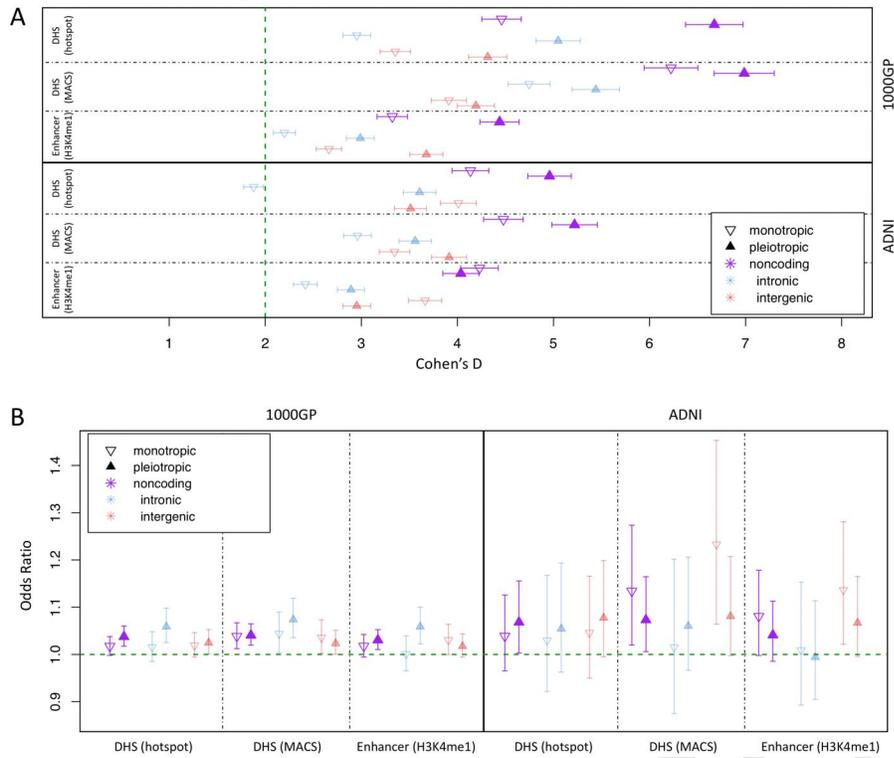 A
DHS
(hotspot)
DHS
(MACS)
Enhancer
(H3K4me1)
1000GP
DHS
(hotspot)
DHS
(MACS)
Enhancer
(H3K4me1)
ADNI
monotropic
pleiotropic
noncoding
intronic
intergenic
1 2 3 4 5 6 7 8
Cohen's D
B
1000GP ADNI
monotropic
pleiotropic
noncoding
intronic
intergenic
Odds Ratio
1.4
1.3
1.2
1.1
1.0
0.9
DHS (hotspot) DHS (MACS) Enhancer (H3K4me1) DHS (hotspot) DHS (MACS) Enhancer (H3K4me1)